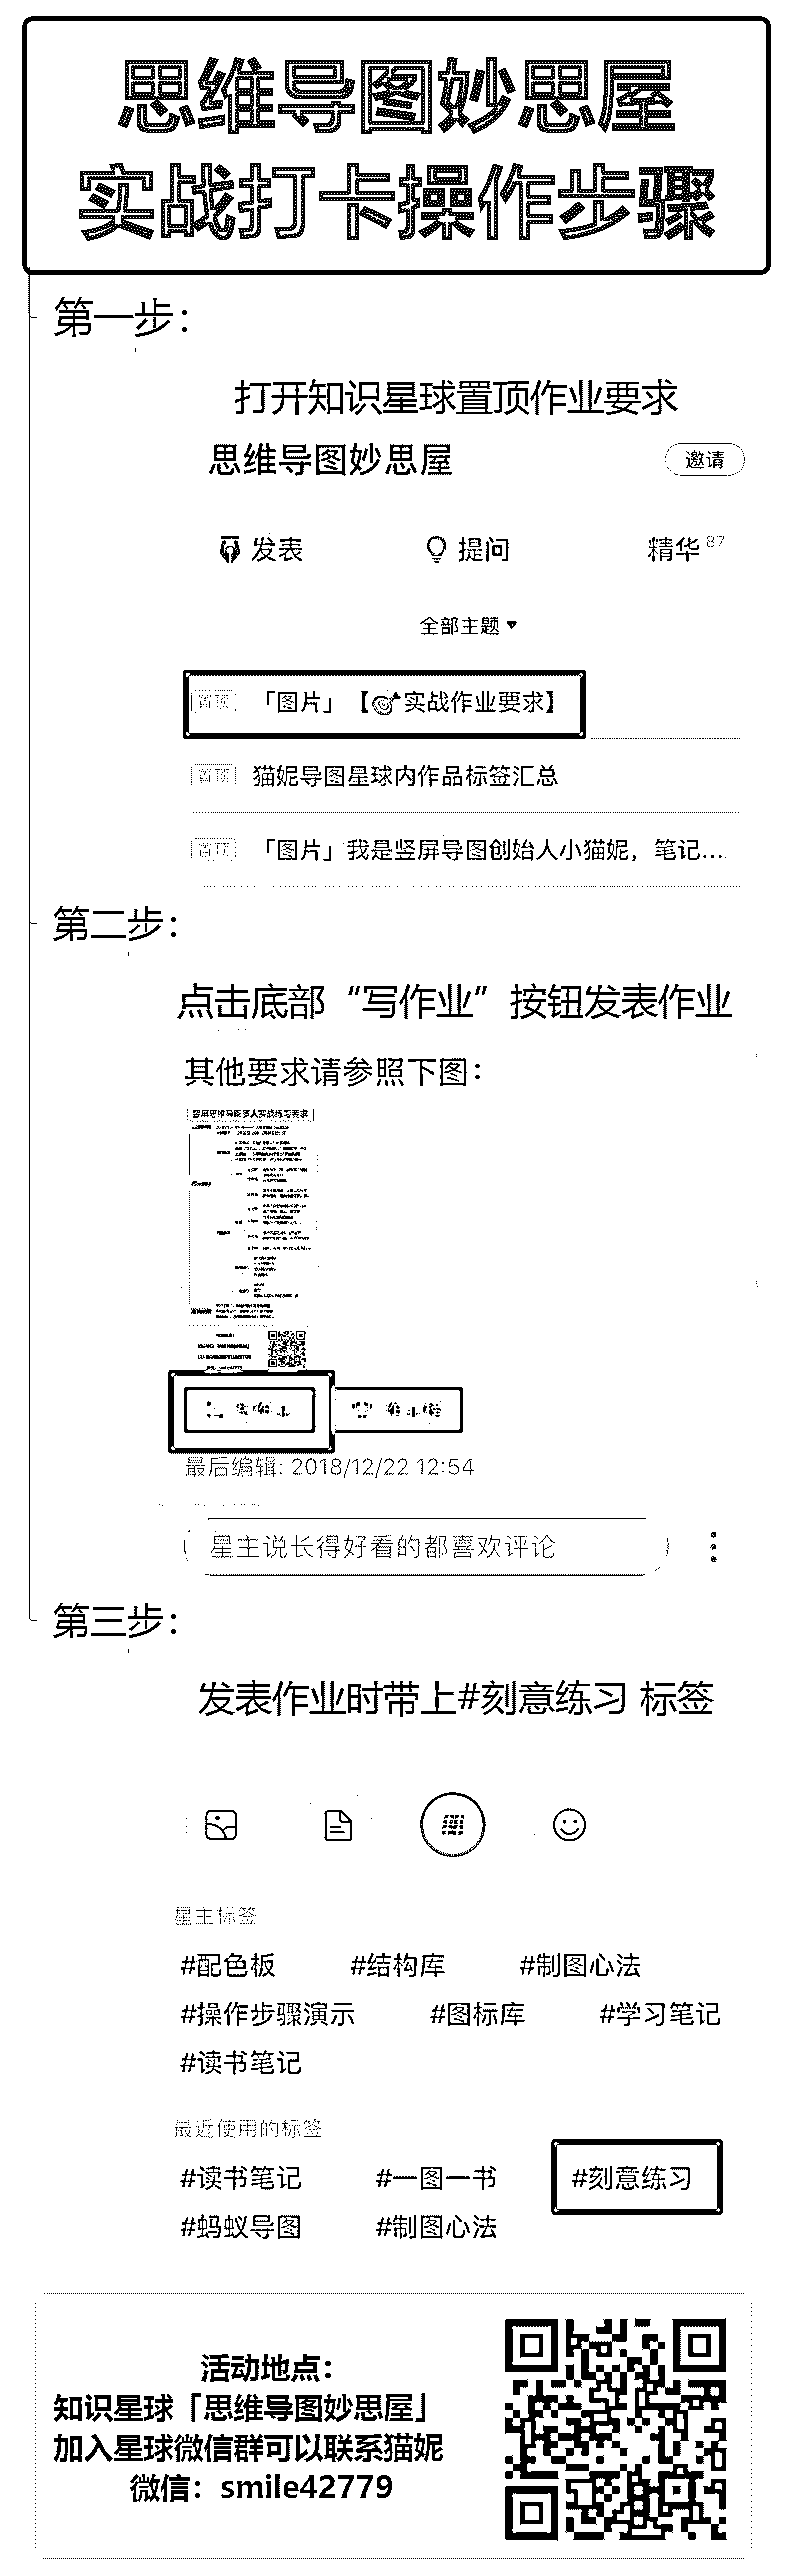 思维导图妙思屋
实战打卡操作步骤
第一步：
打开知识星球置顶作业要求
思维导图妙思屋
邀请
发表
提问
精华 87
全部主题
置顶 「图片」【🎯实战作业要求】
置顶 猫妮导图星球内作品标签汇总
置顶 「图片」我是竖屏导图创始人小猫妮，笔记...
第二步：
点击底部“写作业”按钮发表作业
其他要求请参照下图：
最后编辑: 2018/12/22 12:54
星主说长得好看的都喜欢评论
第三步：
发表作业时带上#刻意练习 标签
星主标签
#配色板 #结构库 #制图心法
#操作步骤演示 #图标库 #学习笔记
#读书笔记
最近使用的标签
#读书笔记 #一图一书 #刻意练习
#蚂蚁导图 #制图心法
活动地点：
知识星球「思维导图妙思屋」
加入星球微信群可以联系猫妮
微信：smile42779